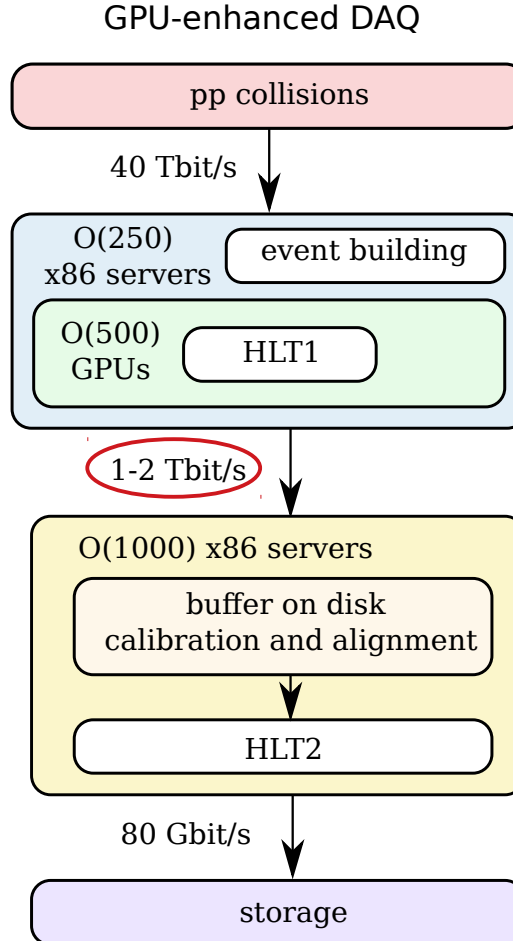 GPU-enhanced DAQ
pp collisions
40 Tbit/s
O(250)
x86 servers
event building
O(500)
GPUs
HLT1
1-2 Tbit/s
O(1000) x86 servers
buffer on disk
calibration and alignment
HLT2
80 Gbit/s
storage